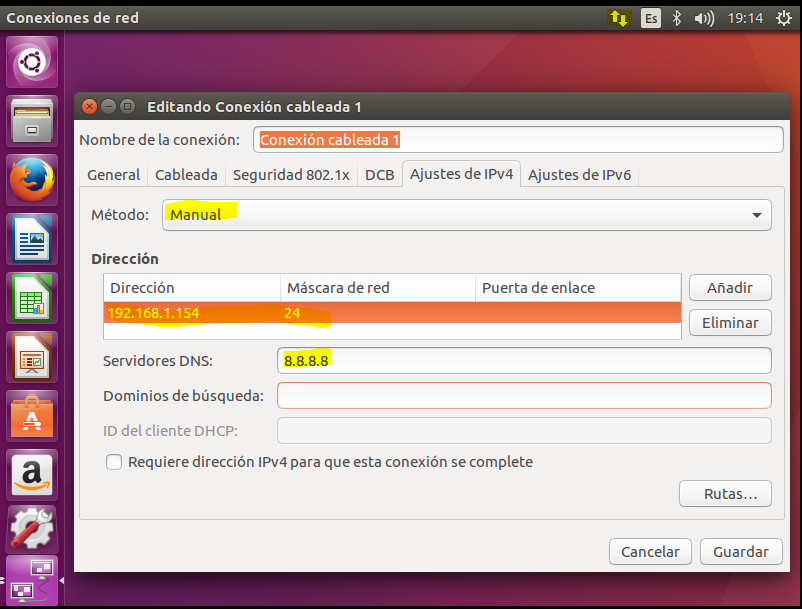 Conexiones de red Es 19:14
Editando Conexión cableada 1
Nombre de la conexión: Conexión cableada 1
General Cableada Seguridad 802.1x DCB Ajustes de IPv4 Ajustes de IPv6
Método: Manual
Dirección
Dirección Máscara de red Puerta de enlace Añadir
192.168.1.154 24
Eliminar
Servidores DNS: 8.8.8.8
Dominios de búsqueda:
ID del cliente DHCP:
Requiere dirección IPv4 para que esta conexión se complete
Rutas...
Cancelar Guardar